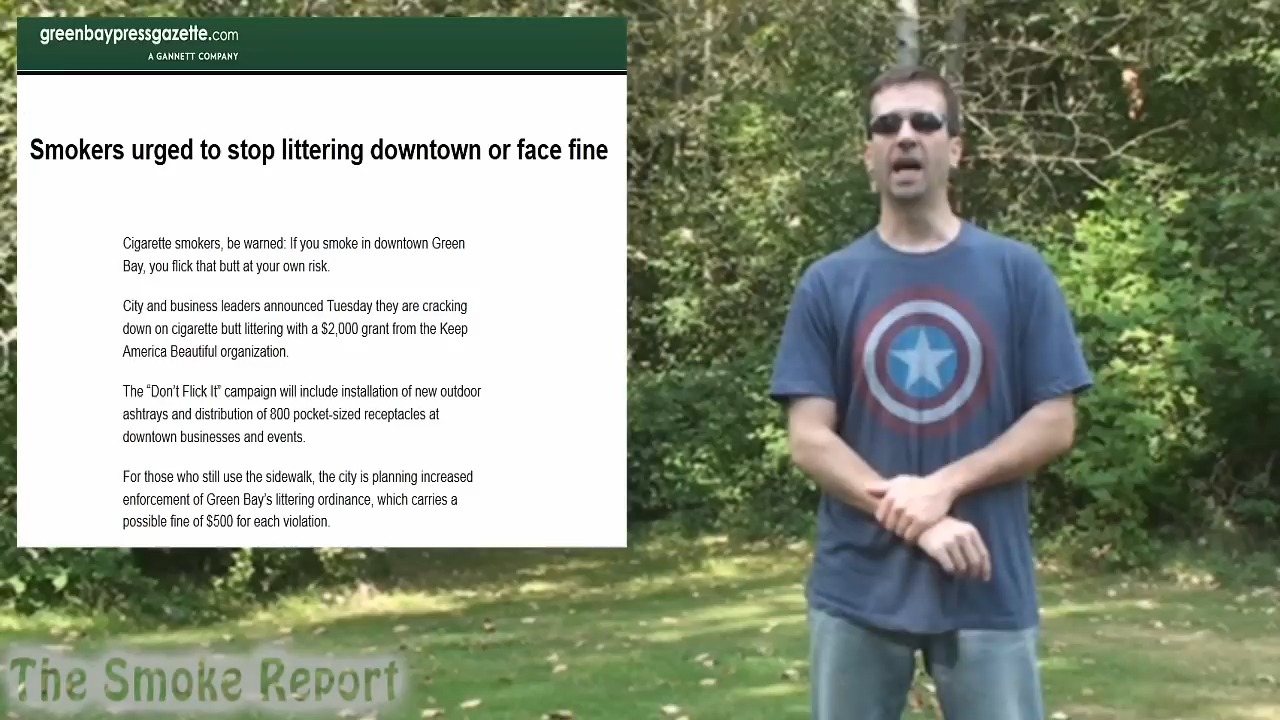 greenbaypressgazette.com
A GANNETT COMPANY
Smokers urged to stop littering downtown or face fine
Cigarette smokers, be warned: If you smoke in downtown Green
Bay, you flick that butt at your own risk.
City and business leaders announced Tuesday they are cracking
down on cigarette butt littering with a $2,000 grant from the Keep
America Beautiful organization.
The “Don’t Flick It” campaign will include installation of new outdoor
ashtrays and distribution of 800 pocket-sized receptacles at
downtown businesses and events.
For those who still use the sidewalk, the city is planning increased
enforcement of Green Bay’s littering ordinance, which carries a
possible fine of $500 for each violation.
The Smoke Report